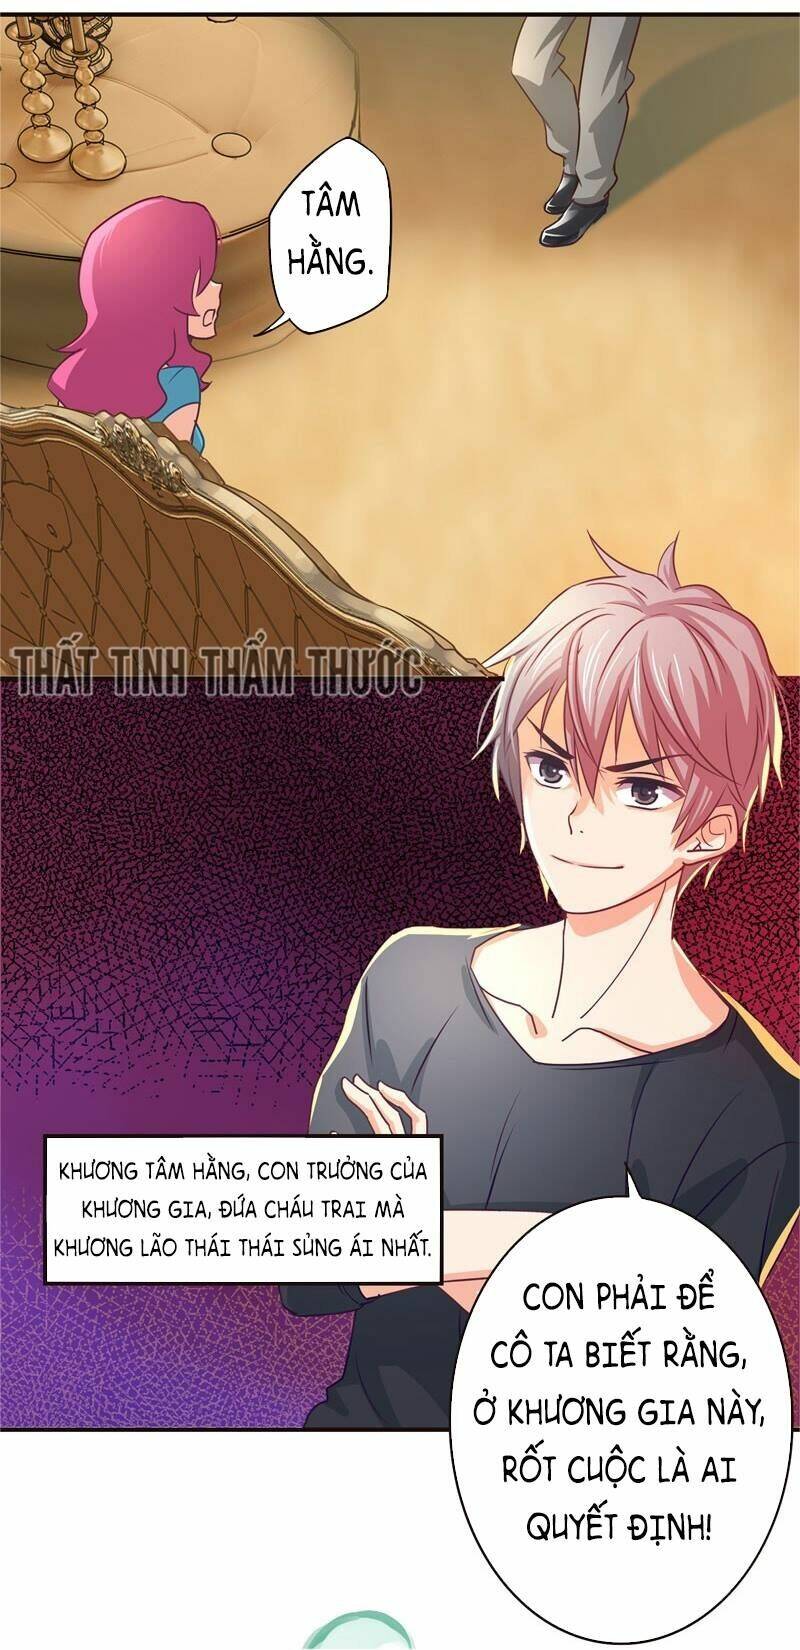 TÂM
HẰNG.
THẤT TINH THẨM THƯỚC
KHƯƠNG TÂM HẰNG, CON TRƯỞNG CỦA
KHƯƠNG GIA, ĐỨA CHÁU TRAI MÀ
KHƯƠNG LÃO THÁI THÁI SỦNG ÁI NHẤT.
CON PHẢI ĐỂ
CÔ TA BIẾT RẰNG,
Ở KHƯƠNG GIA NÀY,
RỐT CUỘC LÀ AI
QUYẾT ĐỊNH!